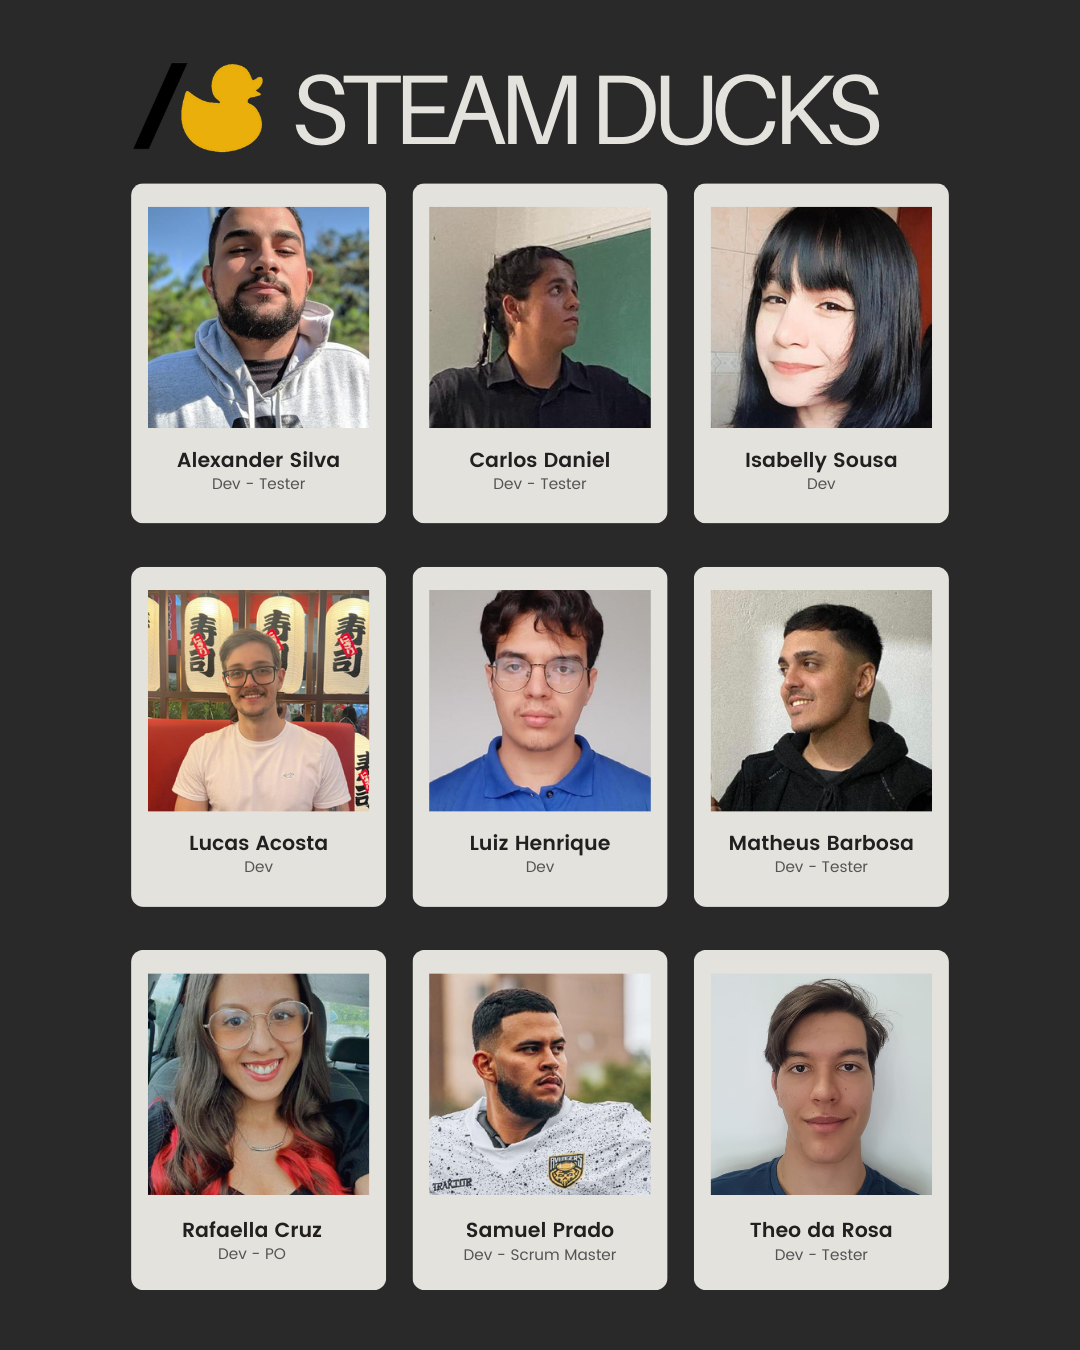 / STEAM DUCKS
Alexander Silva
Dev - Tester
Carlos Daniel
Dev - Tester
Isabelly Sousa
Dev
寿司
寿司
寿司
Lucas Acosta
Dev
Luiz Henrique
Dev
Matheus Barbosa
Dev - Tester
Rafaella Cruz
Dev - PO
AVENGERS
TRAKTOR
Samuel Prado
Dev - Scrum Master
Theo da Rosa
Dev - Tester